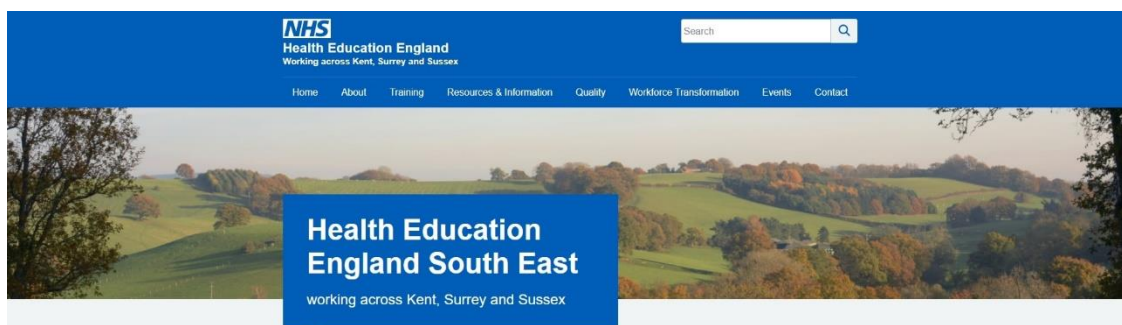 NHS
Health Education England
Working across Kent, Surrey and Sussex
Search
Home About Training Resources & Information Quality Workforce Transformation Events Contact
Health Education
England South East
working across Kent, Surrey and Sussex